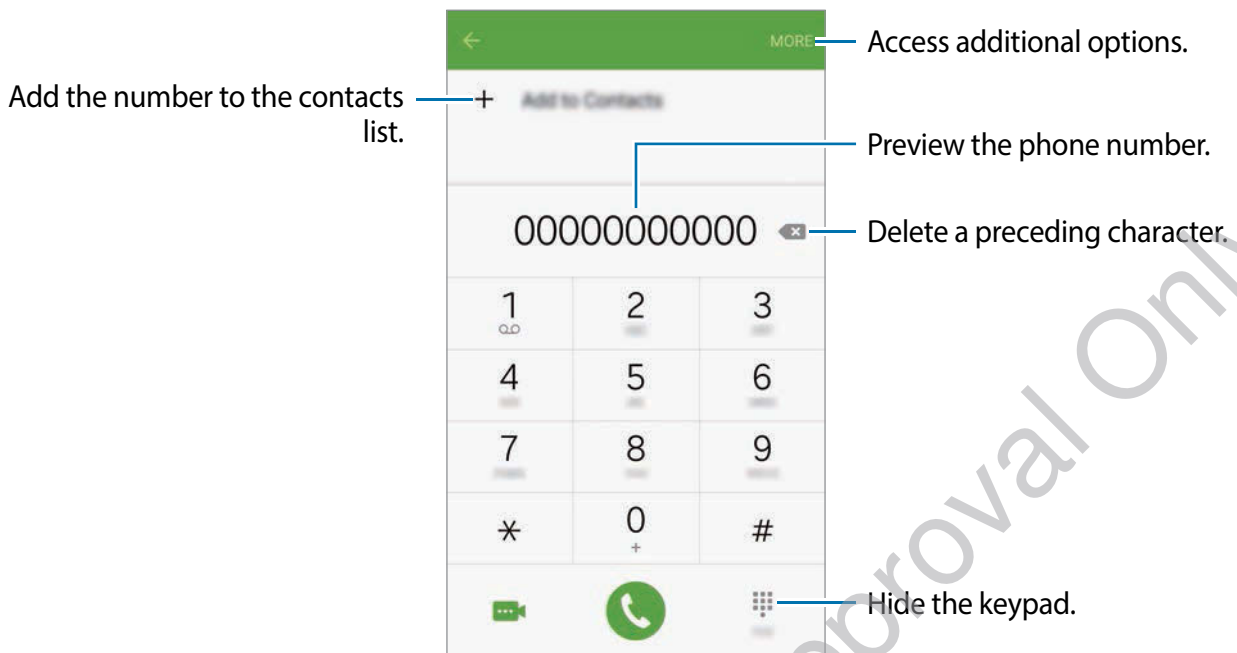 MORE
Access additional options.
Add the number to the contacts
list.
Add to Contacts
Preview the phone number.
00000000000
Delete a preceding character.
1
2
3
4
5
6
7
8
9
*
0
+
#
Hide the keypad.